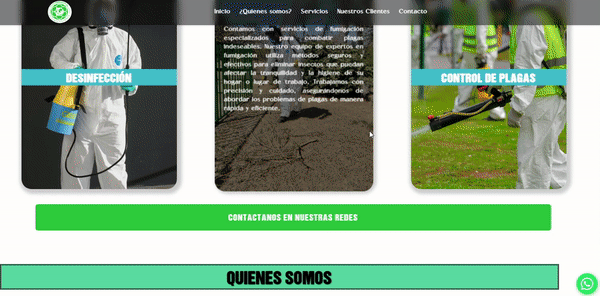 Inicio ¿Quienes somos? Servicios Nuestros Clientes Contacto
Contamos con servicios de fumigación
especializados para combatir plagas
indeseables. Nuestro equipo de expertos en
fumigación utiliza métodos seguros y
efectivos para eliminar insectos que puedan
afectar la tranquilidad y la higiene de su
hogar o lugar de trabajo. Trabajamos con
precisión y cuidado, asegurándonos de
abordar los problemas de plagas de manera
rápida y eficiente.
DESINFECCIÓN
CONTROL DE PLAGAS
CONTACTANOS EN NUESTRAS REDES
QUIENES SOMOS